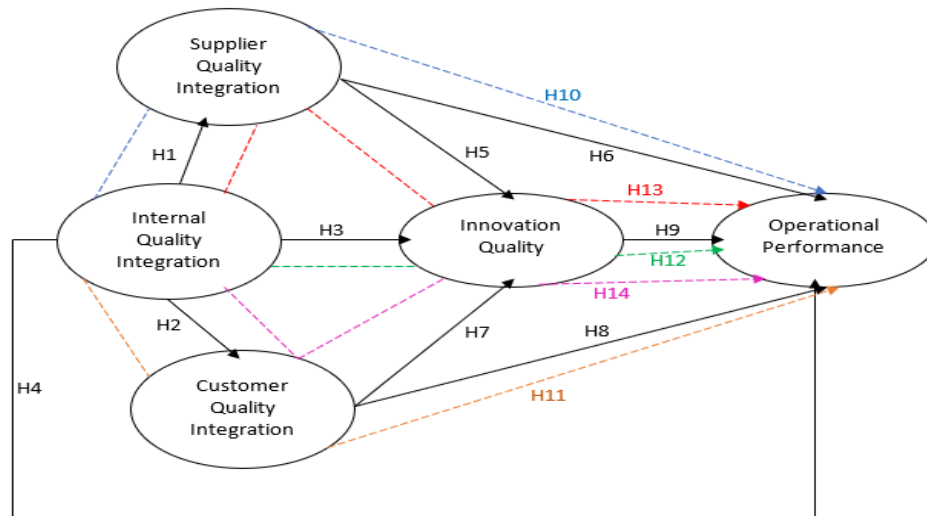 Supplier
Quality
Integration
H10
H1
H5
H6
H13
Internal
Quality
Integration
H3
Innovation
Quality
H9
H12
Operational
Performance
H14
H2
H7
H8
H4
Customer
Quality
Integration
H11